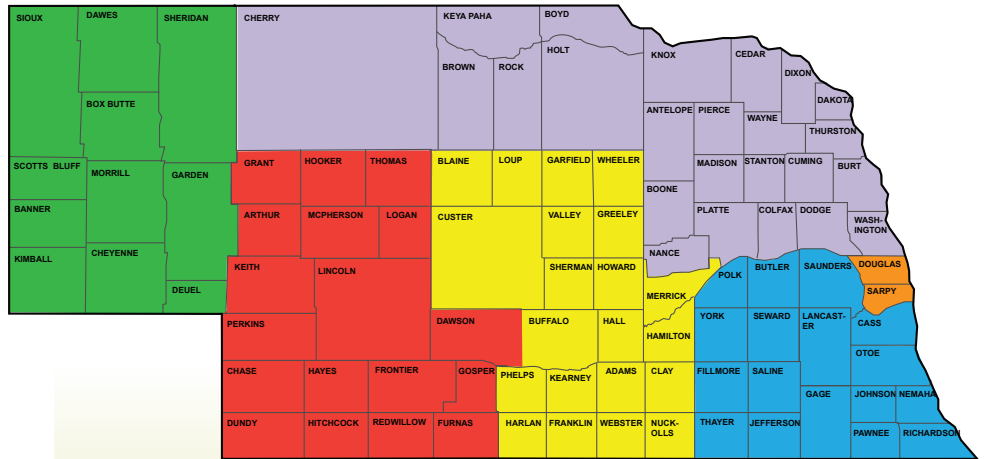 SIOUX
DAWES
SHERIDAN
CHERRY
KEYA PAHA
BOYD
HOLT
BROWN
ROCK
KNOX
CEDAR
DIXON
DAKOTA
BOX BUTTE
ANTELOPE
PIERCE
WAYNE
THURSTON
SCOTTS BLUFF
MORRILL
GARDEN
GRANT
HOOKER
THOMAS
BLAINE
LOUP
GARFIELD
WHEELER
MADISON
STANTON
CUMING
BURT
BOONE
BANNER
ARTHUR
MCPHERSON
LOGAN
CUSTER
VALLEY
GREELEY
PLATTE
COLFAX
DODGE
WASH-
INGTON
KIMBALL
CHEYENNE
DEUEL
KEITH
LINCOLN
SHERMAN
HOWARD
NANCE
MERRICK
POLK
BUTLER
SAUNDERS
DOUGLAS
SARPY
PERKINS
DAWSON
BUFFALO
HALL
HAMILTON
YORK
SEWARD
LANCAST-
ER
CASS
OTOE
CHASE
HAYES
FRONTIER
GOSPER
PHELPS
KEARNEY
ADAMS
CLAY
FILLMORE
SALINE
GAGE
JOHNSON
NEMAHA
DUNDY
HITCHCOCK
REDWILLOW
FURNAS
HARLAN
FRANKLIN
WEBSTER
NUCK-
OLLS
THAYER
JEFFERSON
PAWNEE
RICHARDSON